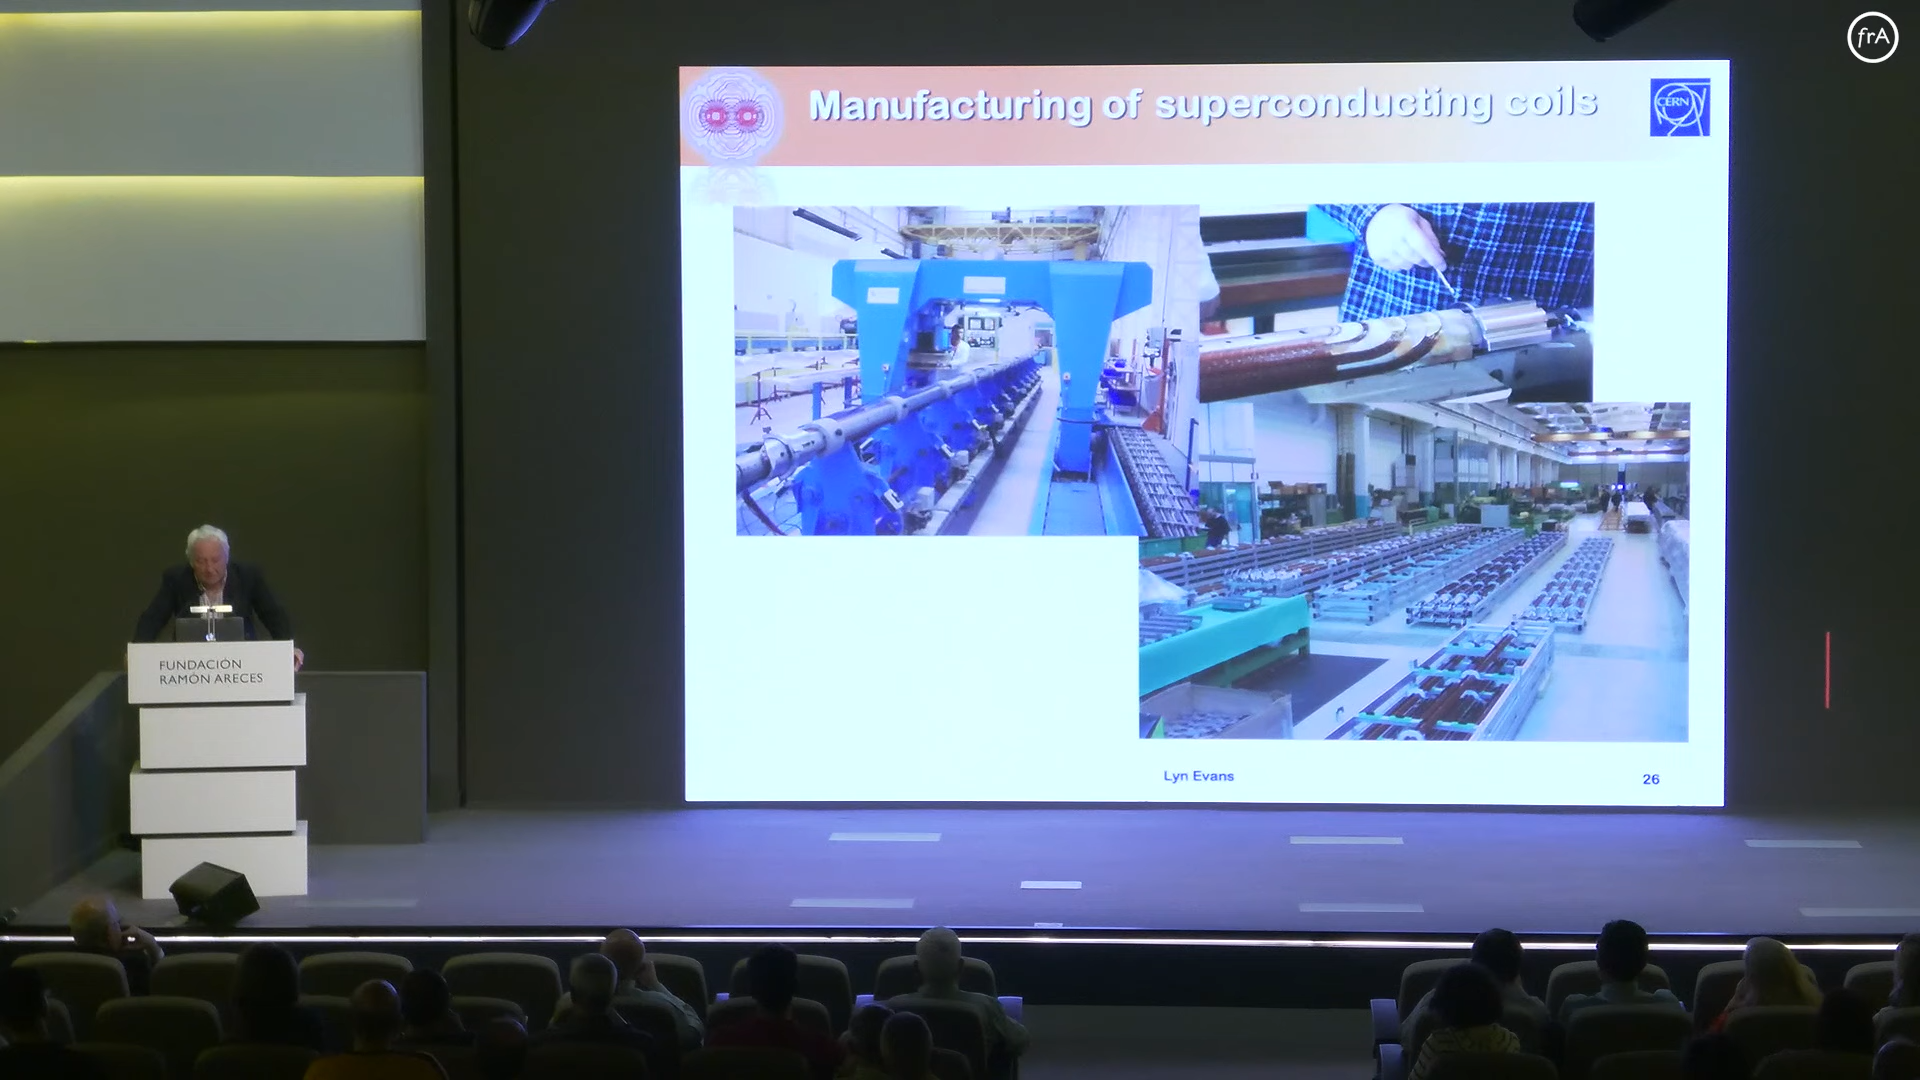 frA
Manufacturing of superconducting coils
CERN
FUNDACIÓN
RAMÓN ARECES
Lyn Evans
26